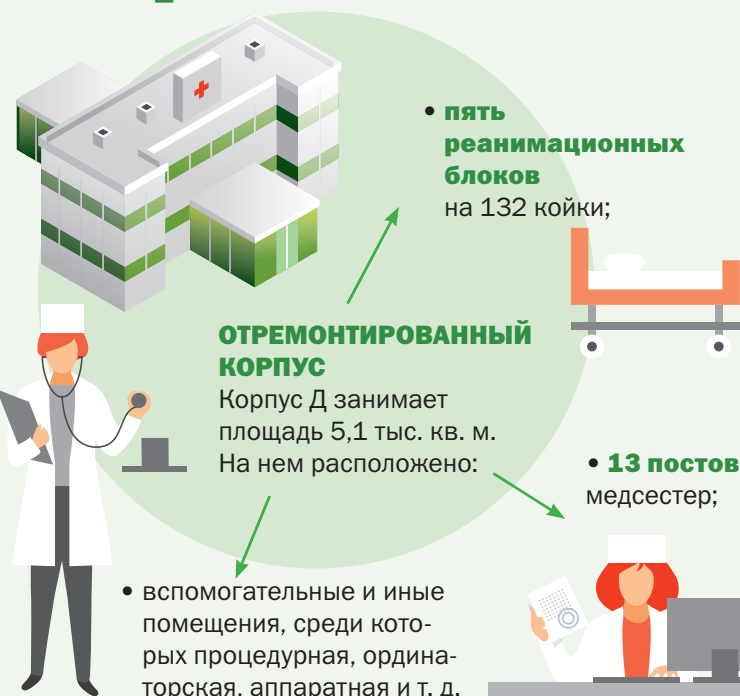 • пять
реанимационных
блоков
на 132 койки;
ОТРЕМОНТИРОВАННЫЙ
КОРПУС
Корпус Д занимает
площадь 5,1 тыс. кв. м.
На нем расположено:
• 13 постов
медсестер;
• вспомогательные и иные
помещения, среди кото-
рых процедурная, ордина-
торская, аппаратная и т. д.